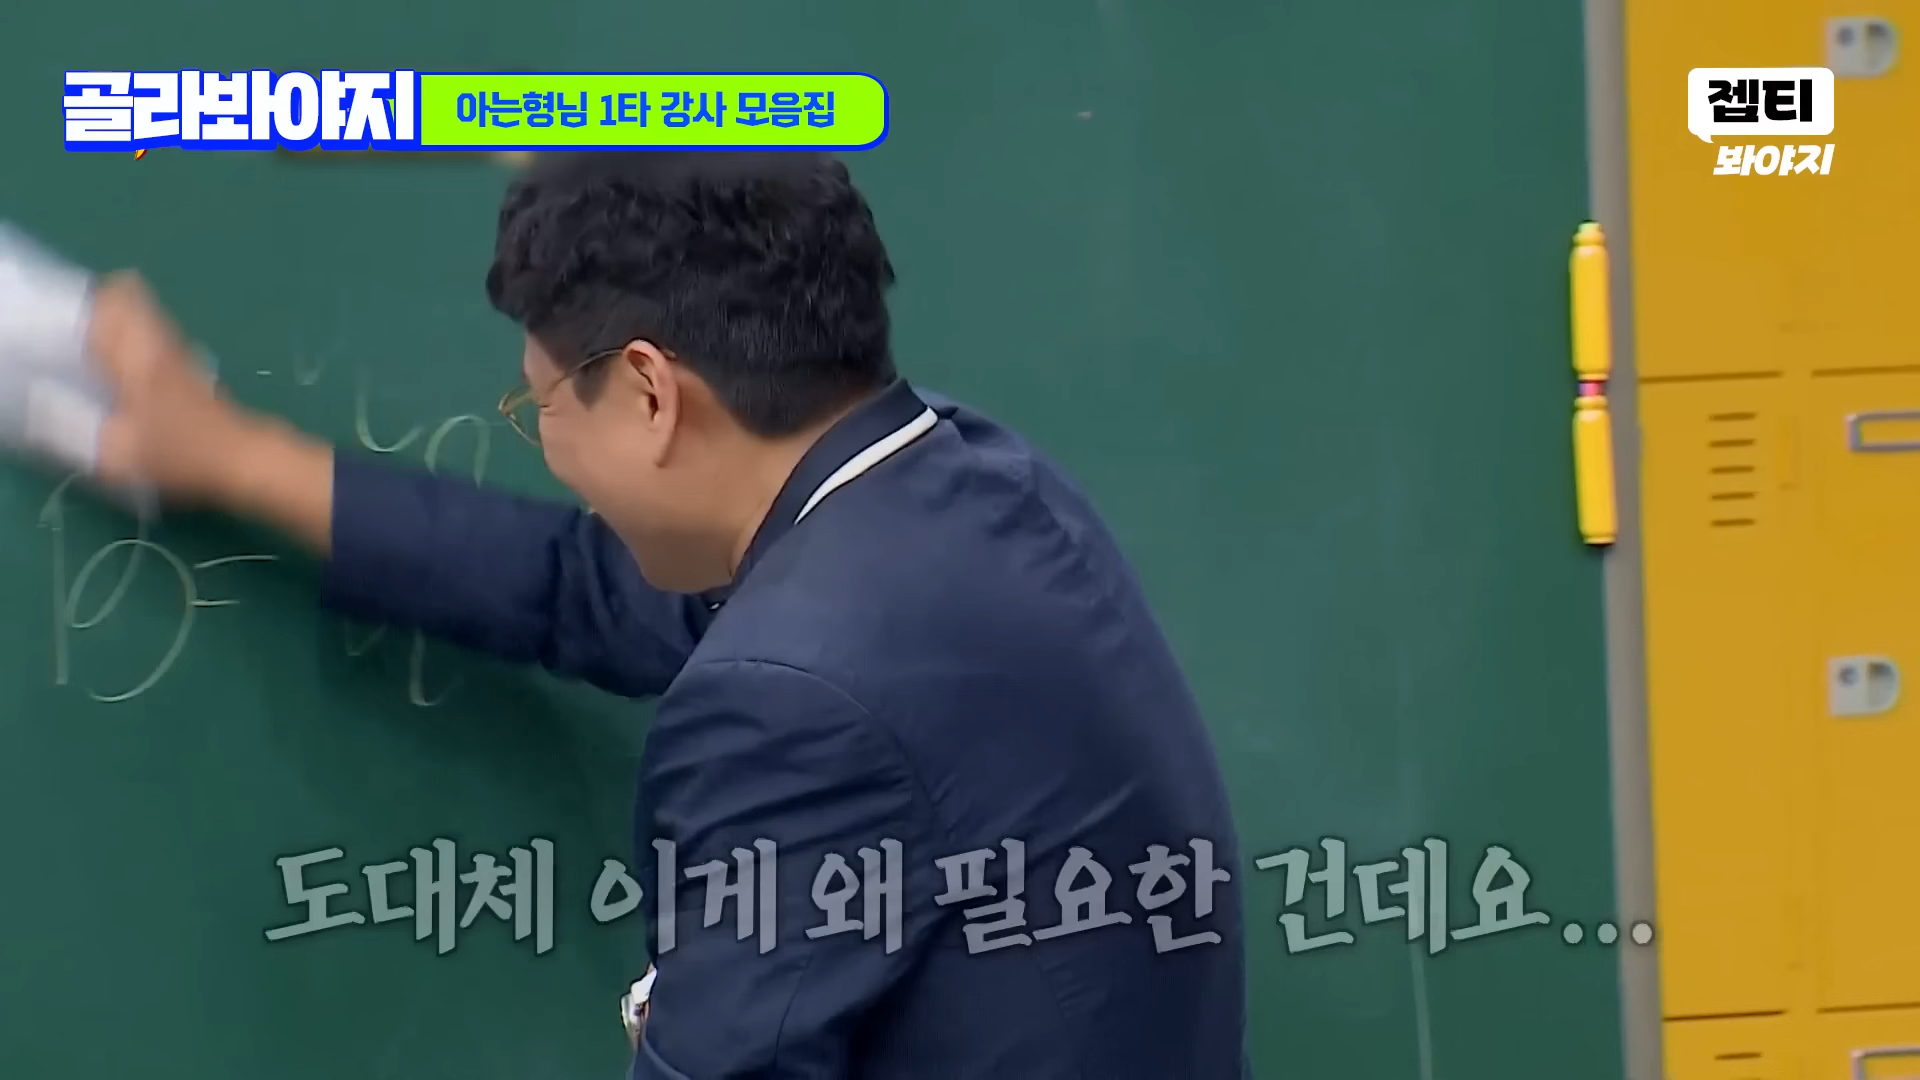 골라봐야지
아는형님 1타 강사 모음집
젭티
봐야지
도대체 이게 왜 필요한 건데요...